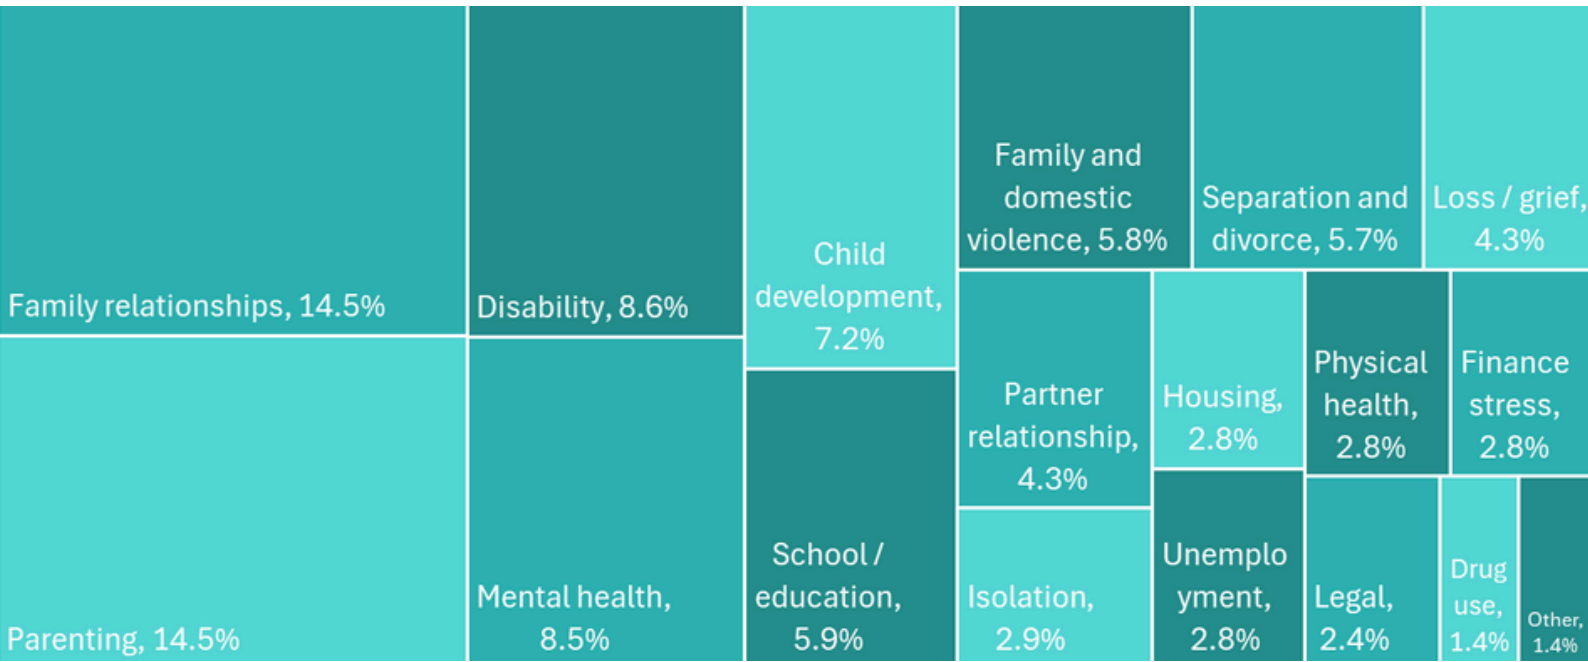 Family relationships, 14.5%
Parenting, 14.5%
Disability, 8.6%
Mental health,
8.5%
Child
development,
7.2%
School /
education,
5.9%
Family and
domestic
violence, 5.8%
Separation and
divorce, 5.7%
Loss / grief,
4.3%
Partner
relationship,
4.3%
Isolation,
2.9%
Housing,
2.8%
Unemplo
yment,
2.8%
Physical
health,
2.8%
Finance
stress,
2.8%
Legal,
2.4%
Drug
use,
1.4%
Other,
1.4%